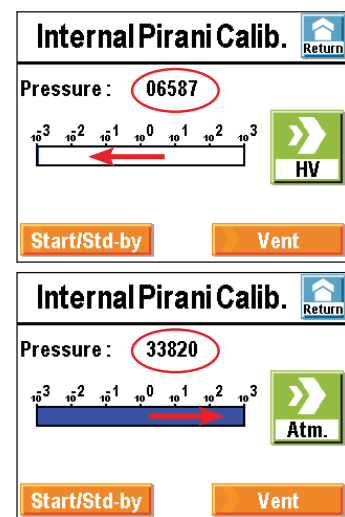 Internal Pirani Calib.
Return
Pressure : 06587
10-3 10-2 10-1 100 101 102 103
HV
Start/Std-by Vent
Internal Pirani Calib.
Return
Pressure : 33820
10-3 10-2 10-1 100 101 102 103
Atm.
Start/Std-by Vent